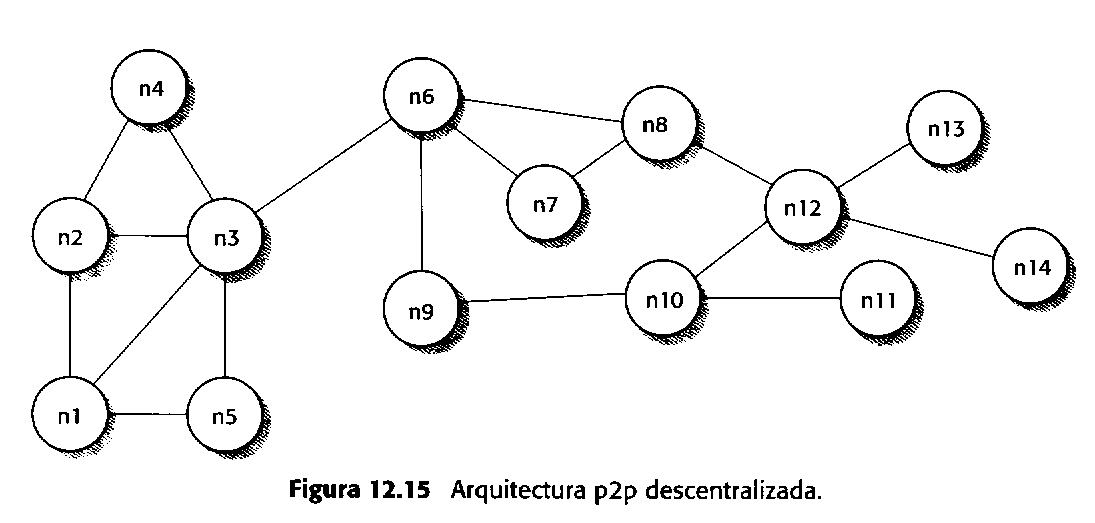 n4
n6
n8
n13
n7
n12
n2
n3
n14
n9
n10
n11
n1
n5
Figura 12.15 Arquitectura p2p descentralizada.